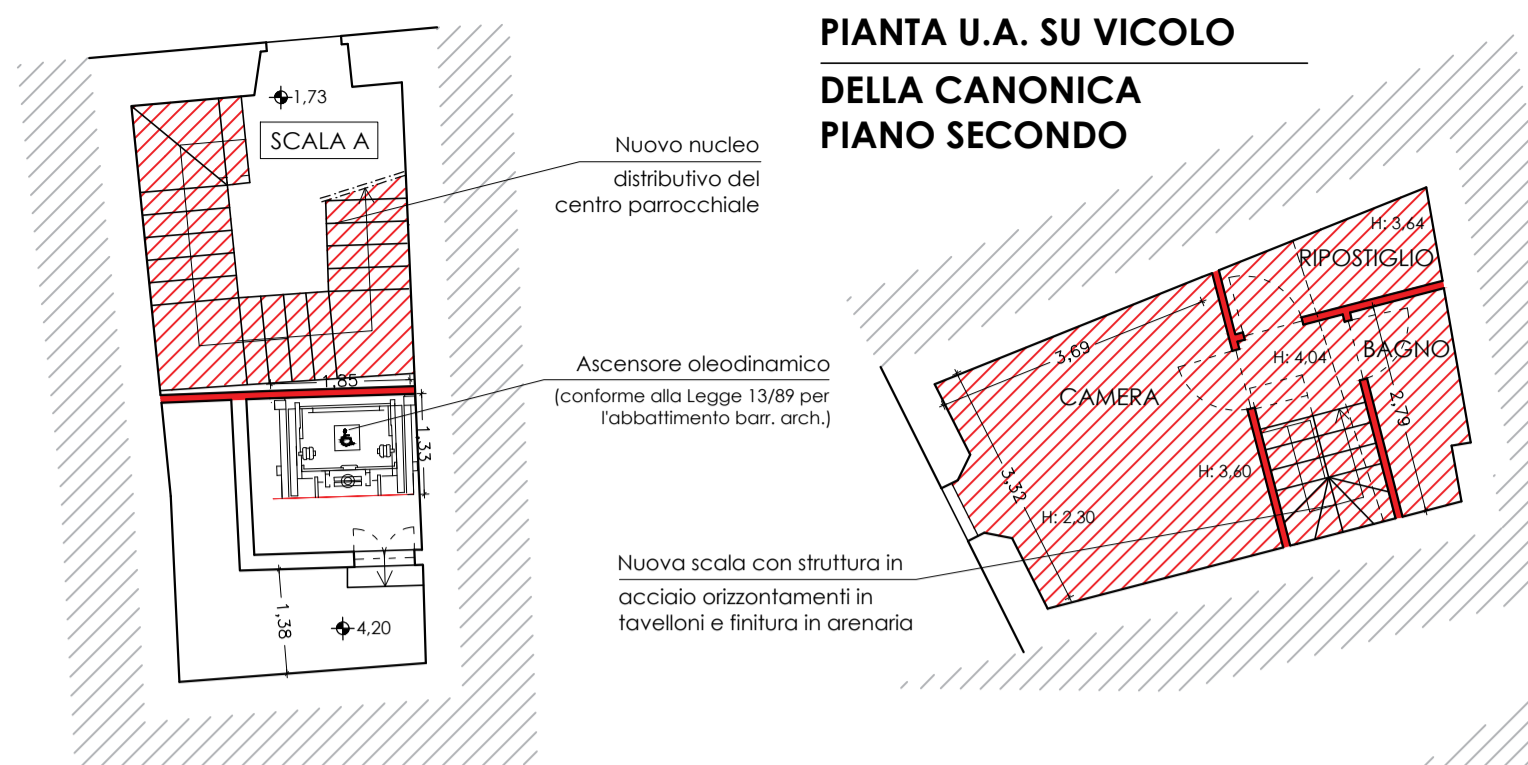 PIANTA U.A. SU VICOLO
DELLA CANONICA
PIANO SECONDO
1,73
SCALA A
Nuovo nucleo
distributivo del
centro parrocchiale
Ascensore oleodinamico
(conforme alla Legge 13/89 per
l'abbattimento barr. arch.)
1,85
1,33
1,38
4,20
Nuova scala con struttura in
acciaio orizzontamenti in
tavelloni e finitura in arenaria
H: 3,64
RIPOSTIGLIO
3,69
H: 4,04
BAGNO
CAMERA
2,79
H: 3,60
3,32
H: 2,30